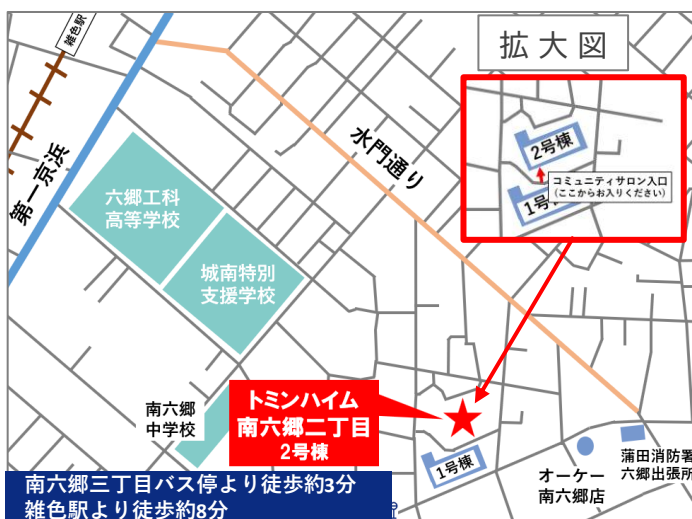 雑色駅
第一京浜
拡大図
水門通り
2号棟
コミュニティサロン入口
(ここからお入りください)
1号
六郷工科
高等学校
城南特別
支援学校
南六郷
中学校
トミンハイム
南六郷二丁目
2号棟
1号棟
オーケー
南六郷店
蒲田消防署
六郷出張所
南六郷三丁目バス停より徒歩約3分
雑色駅より徒歩約8分